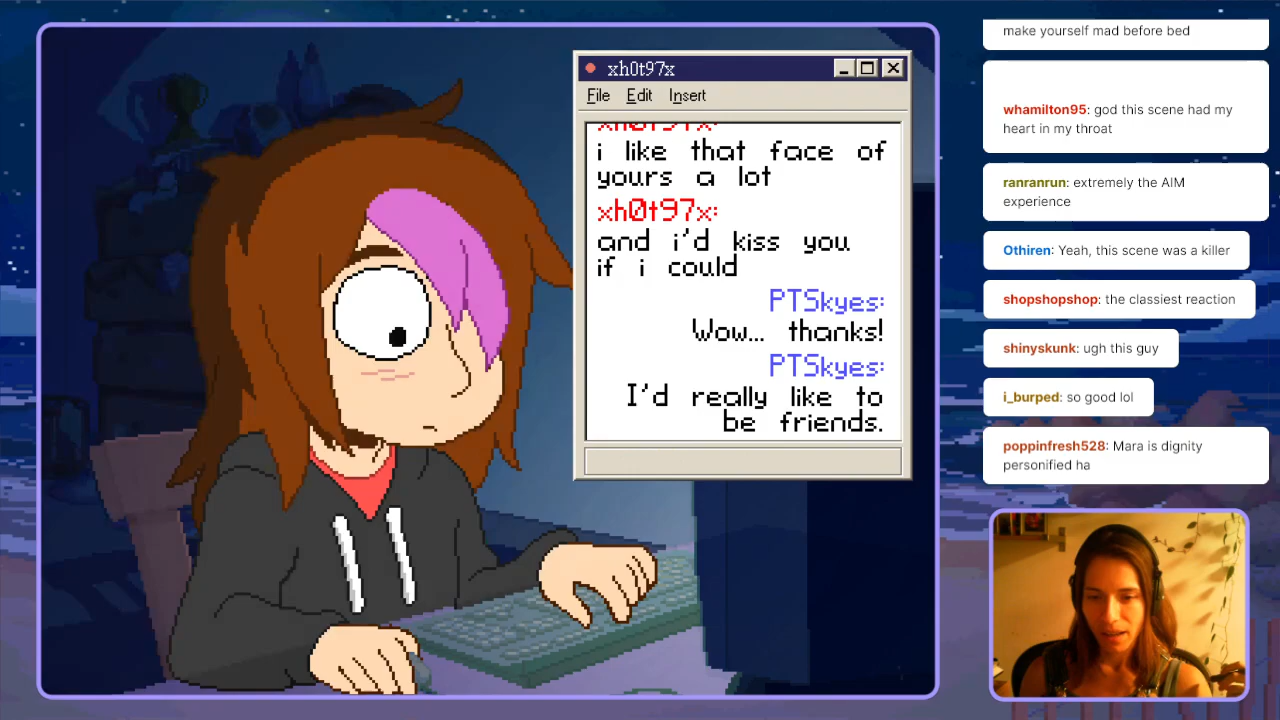 xh0t97x
File Edit Insert
xh0t97x:
i like that face of
yours a lot
xh0t97x:
and i'd kiss you
if i could
PTSkyes:
Wow... thanks!
PTSkyes:
I'd really like to
be friends.
make yourself mad before bed
whamilton95: god this scene had my
heart in my throat
ranranrun: extremely the AIM
experience
Othiren: Yeah, this scene was a killer
shopshopshop: the classiest reaction
shinyskunk: ugh this guy
i_burped: so good lol
poppinfresh528: Mara is dignity
personified ha